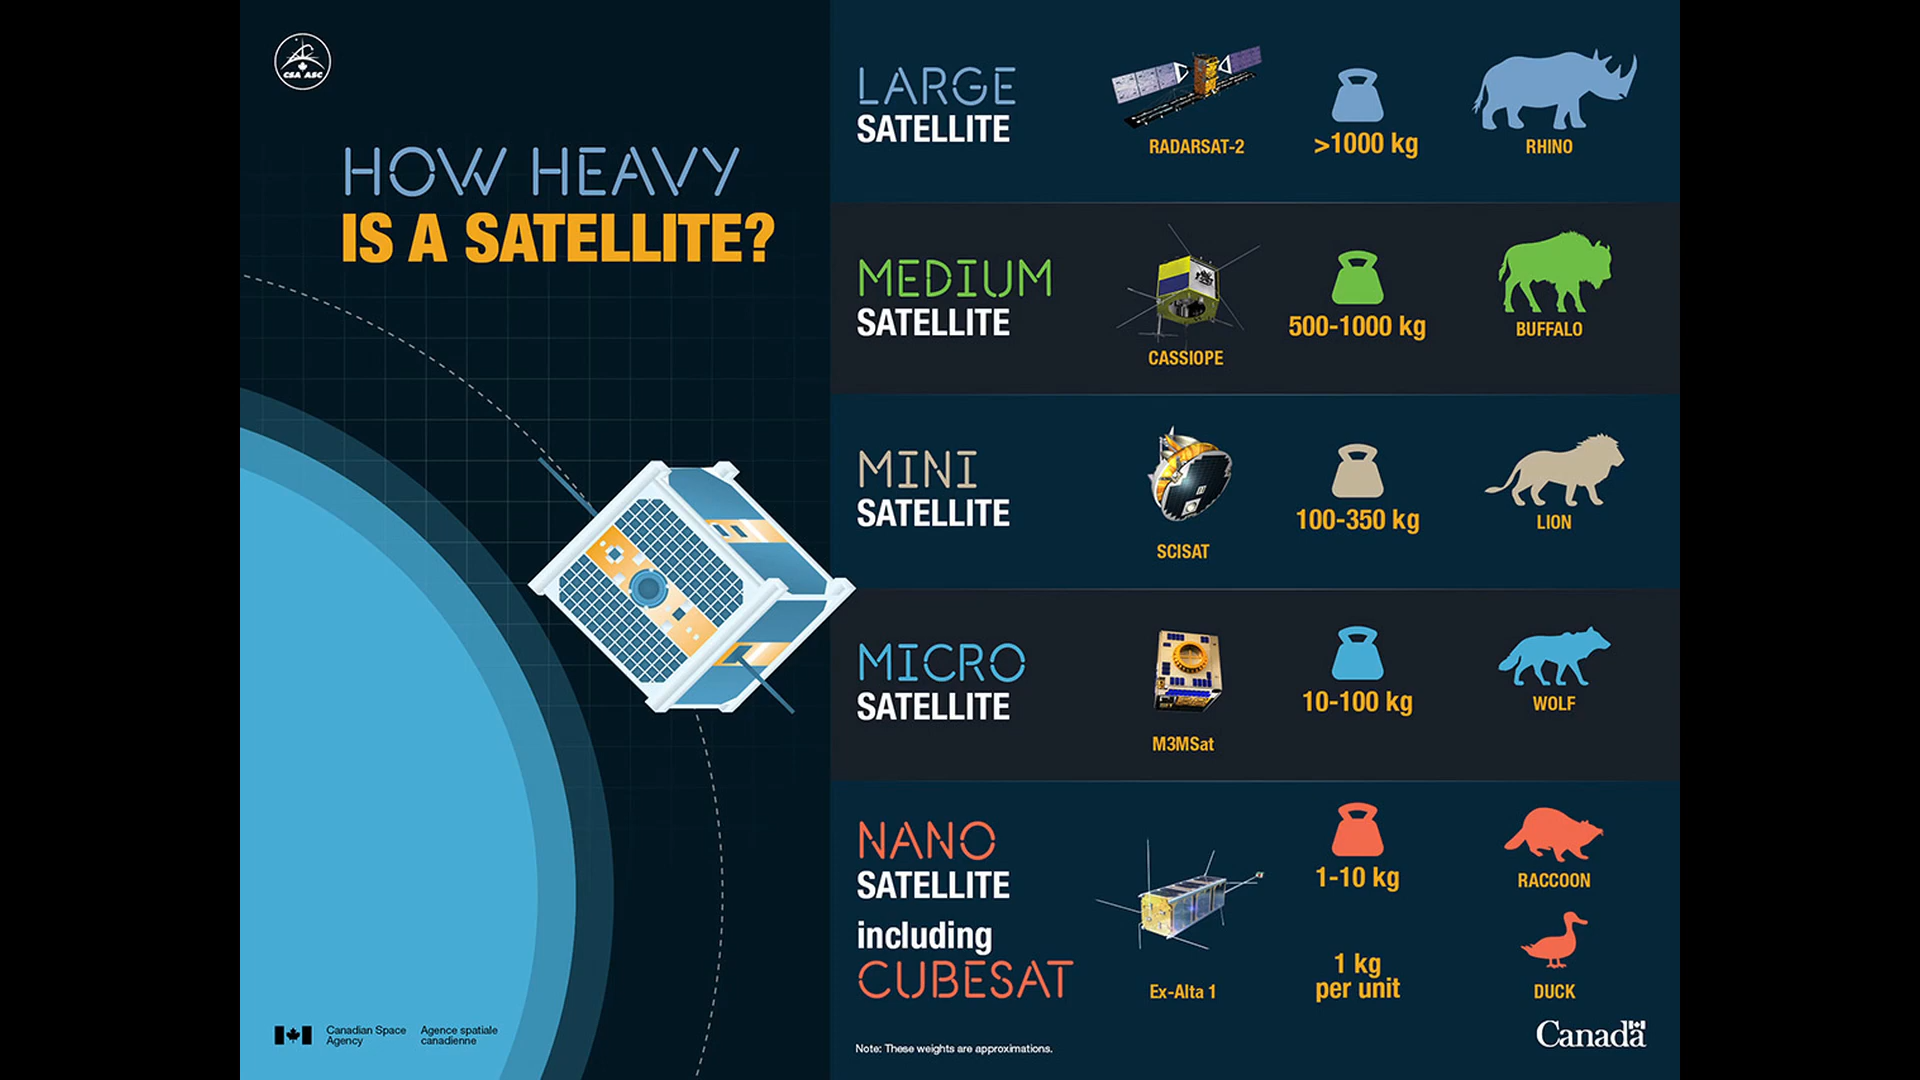 CSA ASC
HOW HEAVY
IS A SATELLITE?
LARGE
SATELLITE
RADARSAT-2
>1000 kg
RHINO
MEDIUM
SATELLITE
CASSIOPE
500-1000 kg
BUFFALO
MINI
SATELLITE
SCISAT
100-350 kg
LION
MICRO
SATELLITE
M3MSat
10-100 kg
WOLF
NANO
SATELLITE
including
CUBESAT
Ex-Alta 1
1-10 kg
RACCOON
1 kg
per unit
DUCK
Canadian Space
Agency
Agence spatiale
canadienne
Note: These weights are approximations.
Canada